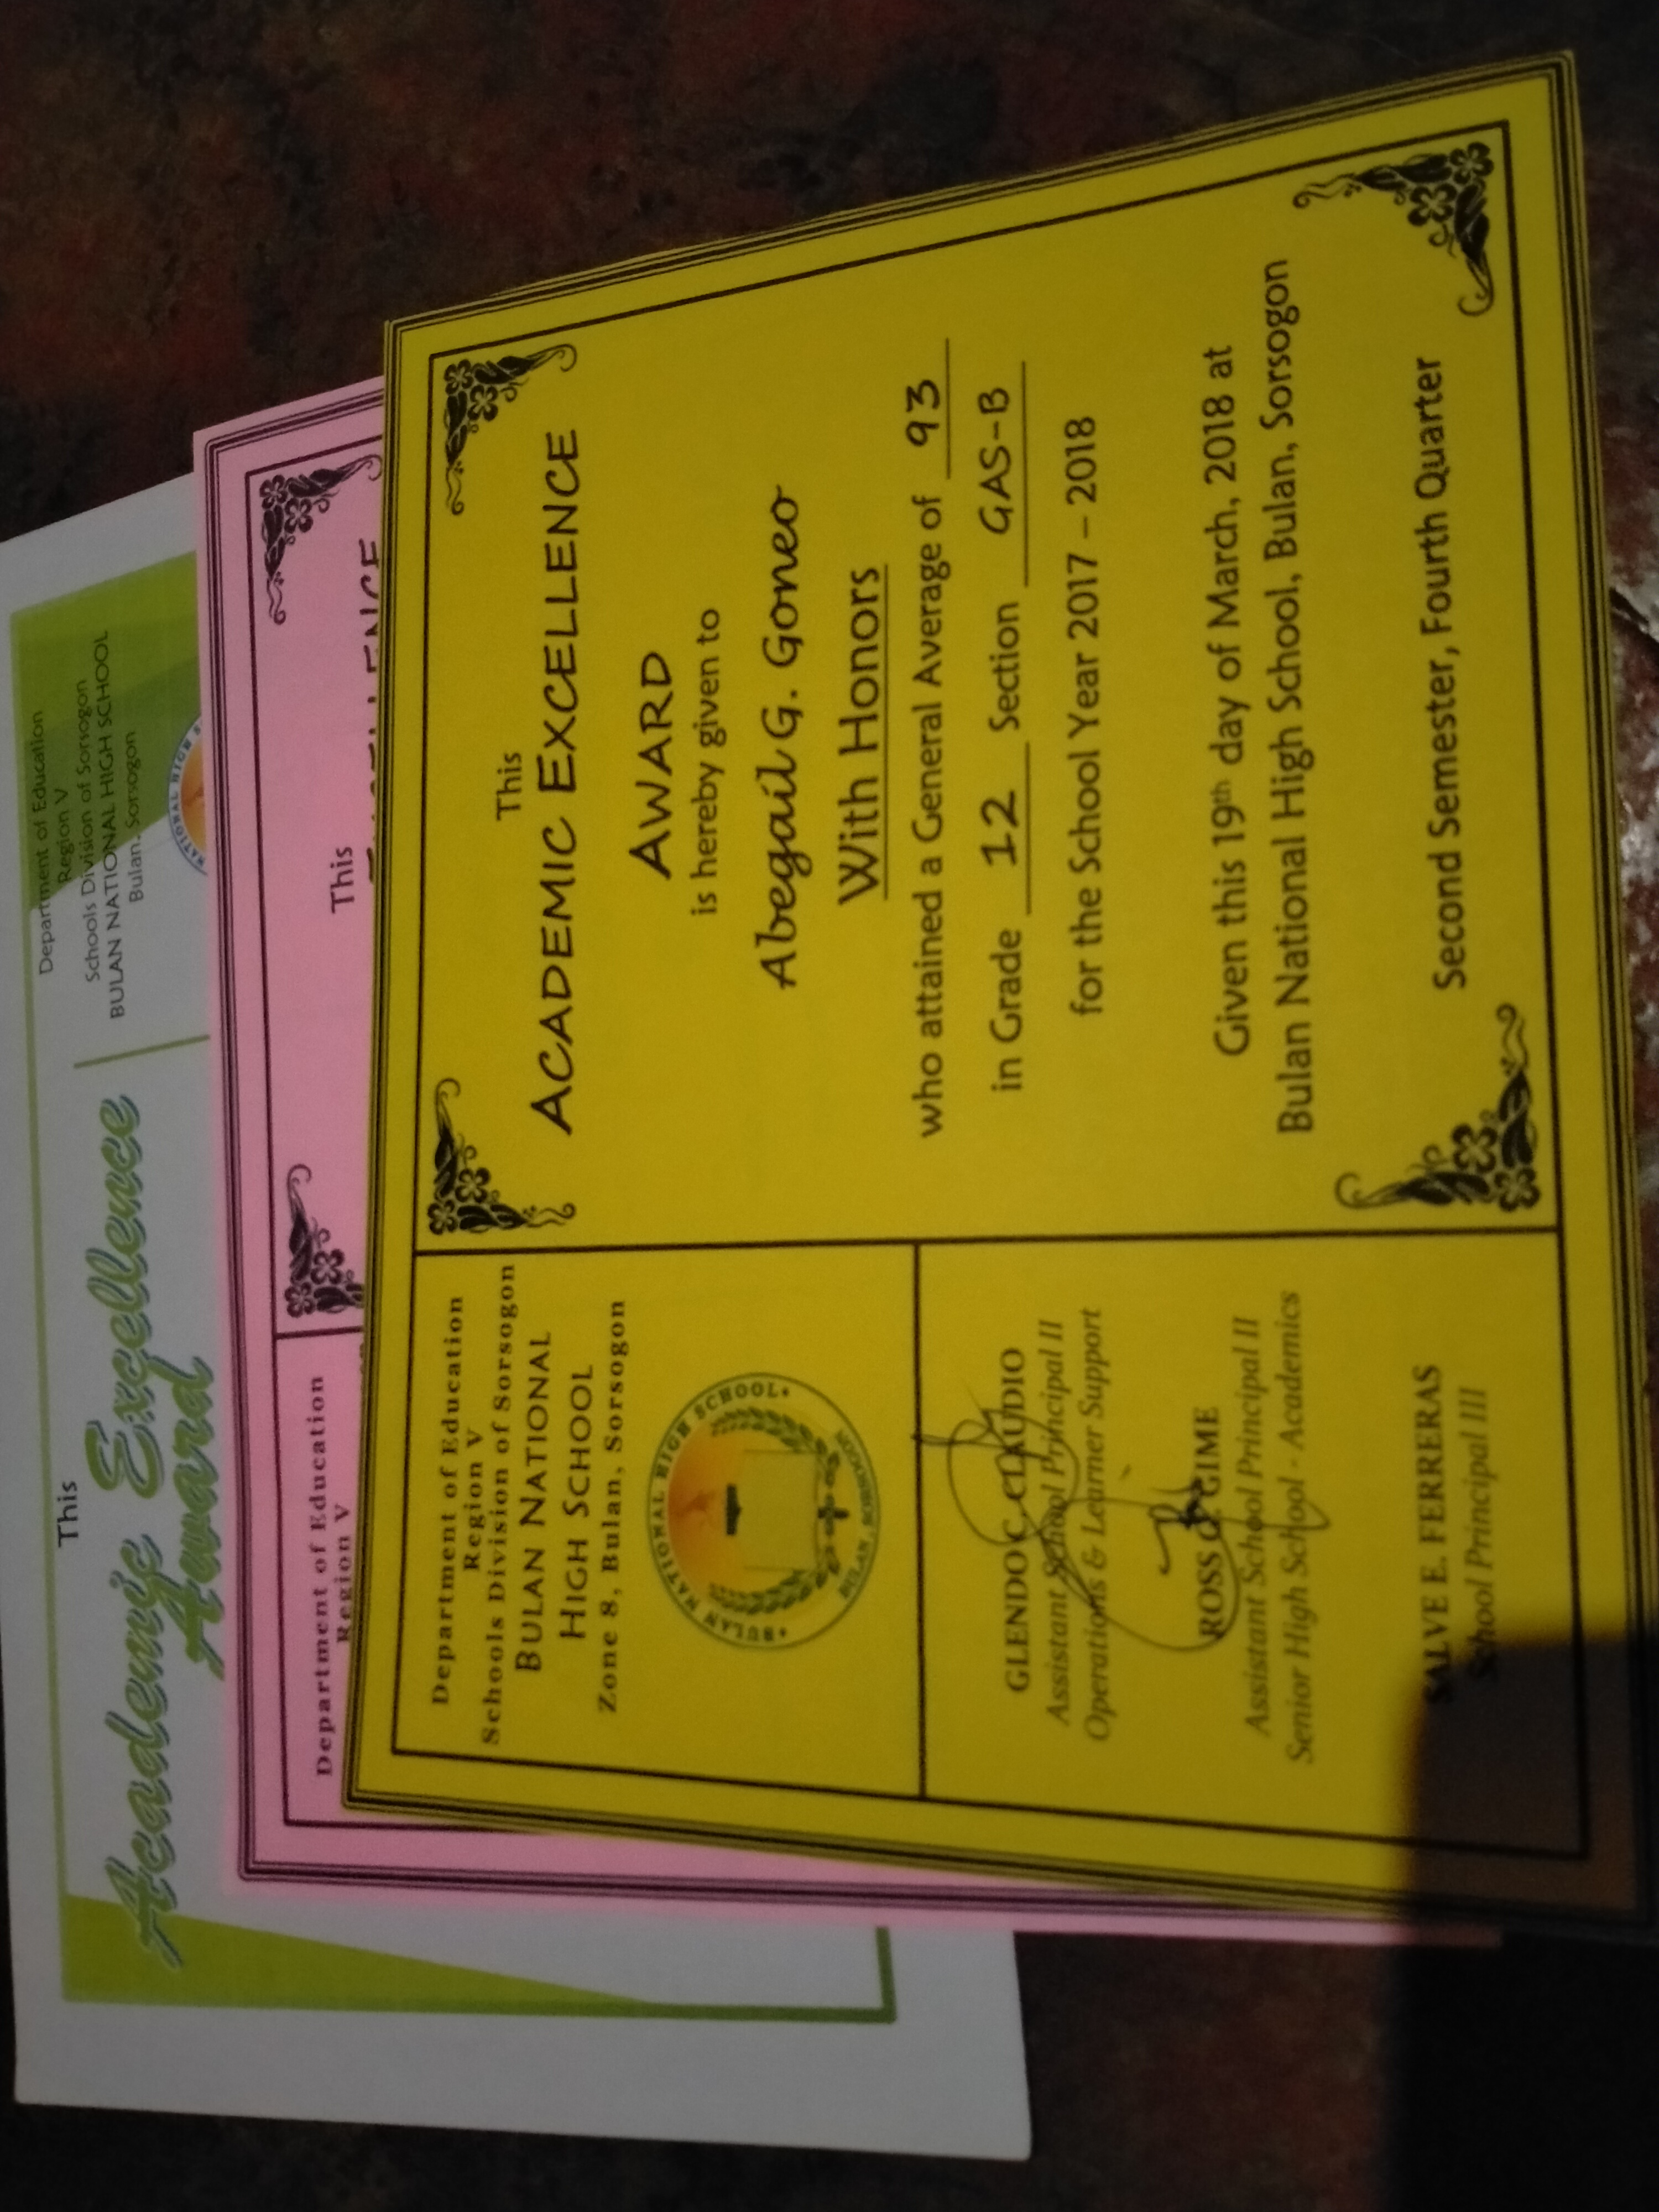 This
Academic Excellence
Award
Department of Education
Region V
Schools Division of Sorsogon
BULAN NATIONAL HIGH SCHOOL
Bulan, Sorsogon
NATIONAL HIGH S
Department of Education
Region V
This
EXCELLENCE
Department of Education
Region V
Schools Division of Sorsogon
BULAN NATIONAL
HIGH SCHOOL
Zone 8, Bulan, Sorsogon
•BULAN NATIONAL HIGH SCHOOL•
BULAN, SORSOGON
GLENDO C. CLAUDIO
Assistant School Principal II
Operations & Learner Support
ROSS G. GIME
Assistant School Principal II
Senior High School - Academics
SALVE E. FERRERAS
School Principal III
This
ACADEMIC EXCELLENCE
AWARD
is hereby given to
Abegail G. Goneo
With Honors
who attained a General Average of 93
in Grade 12 Section GAS-B
for the School Year 2017 – 2018
Given this 19th day of March, 2018 at
Bulan National High School, Bulan, Sorsogon
Second Semester, Fourth Quarter